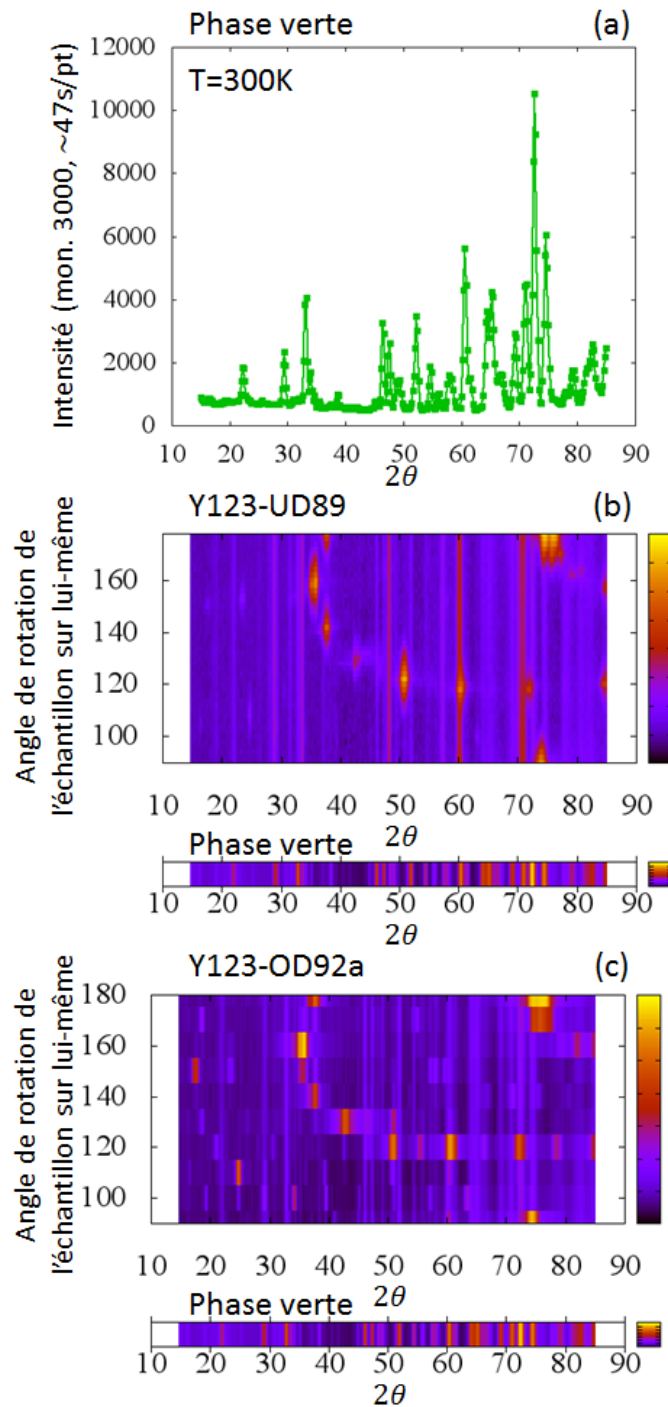 Phase verte (a)
T=300K
Intensité (mon. 3000, ~47s/pt)
12000
10000
8000
6000
4000
2000
0
10 20 30 40 50 60 70 80 90
2θ
Y123-UD89 (b)
Angle de rotation de
l'échantillon sur lui-même
160
140
120
100
10 20 30 40 50 60 70 80 90
2θ
Phase verte
10 20 30 40 50 60 70 80 90
2θ
Y123-OD92a (c)
Angle de rotation de
l'échantillon sur lui-même
180
160
140
120
100
10 20 30 40 50 60 70 80 90
2θ
Phase verte
10 20 30 40 50 60 70 80 90
2θ